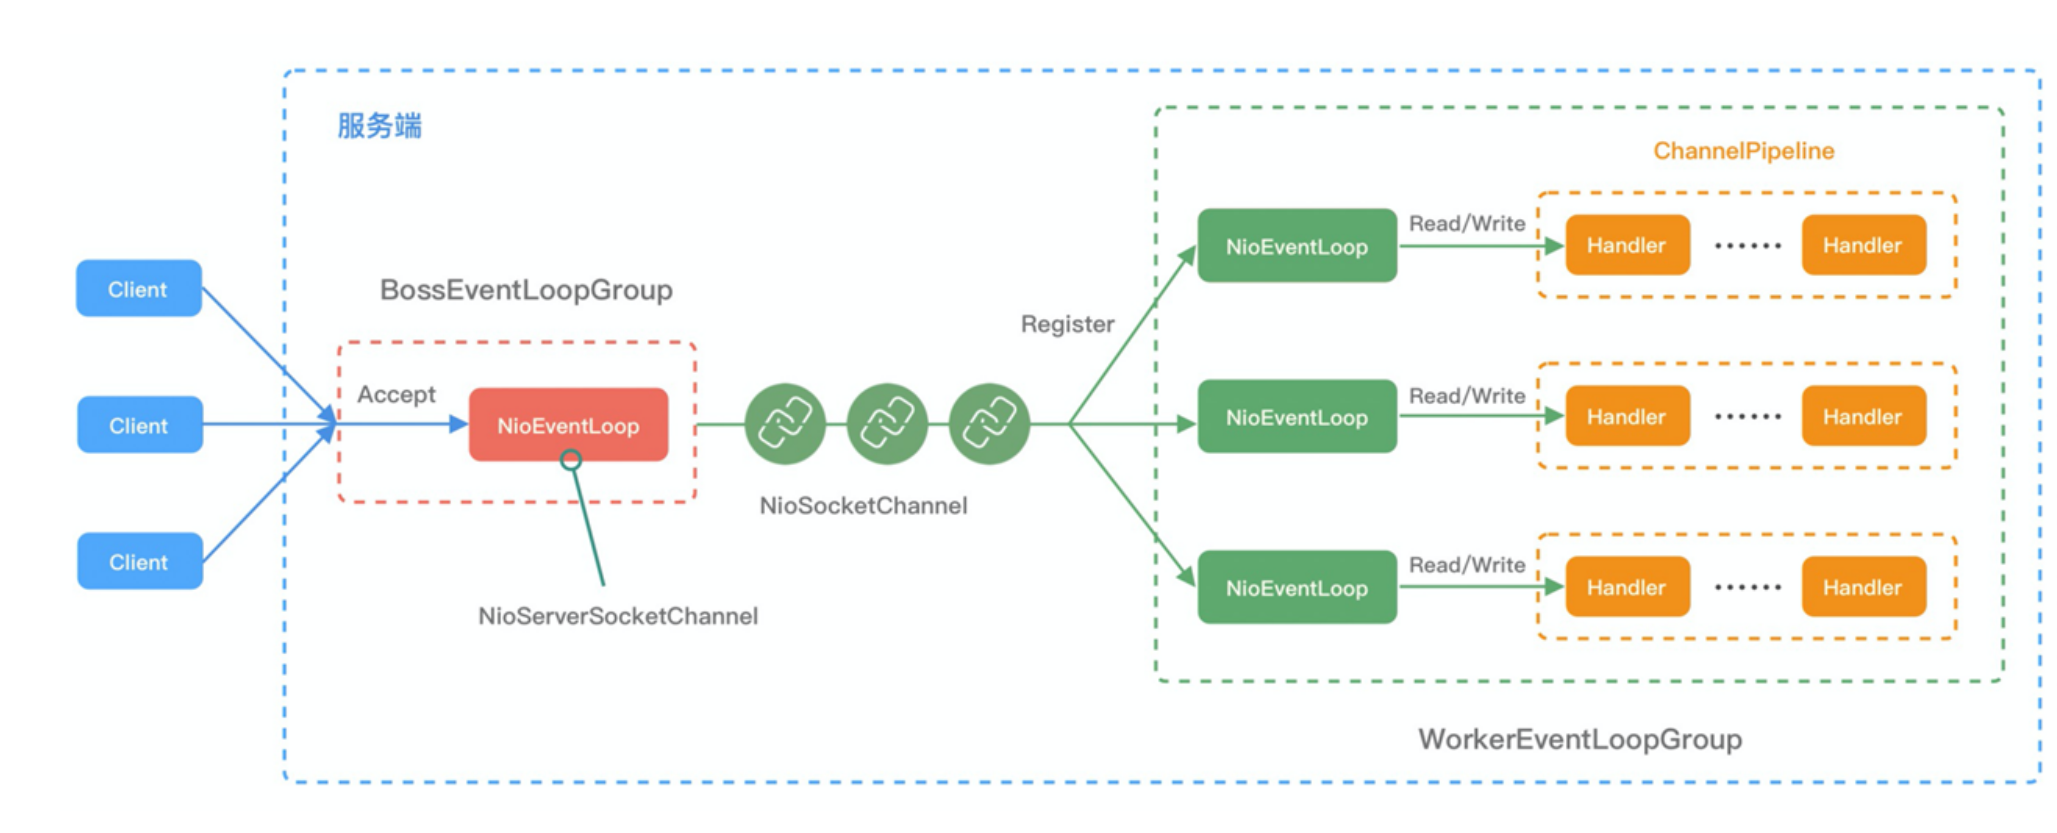 服务端
ChannelPipeline
Client
Client
Client
BossEventLoopGroup
Accept
NioEventLoop
NioServerSocketChannel
NioSocketChannel
Register
NioEventLoop
Read/Write
Handler ...... Handler
NioEventLoop
Read/Write
Handler ...... Handler
NioEventLoop
Read/Write
Handler ...... Handler
WorkerEventLoopGroup